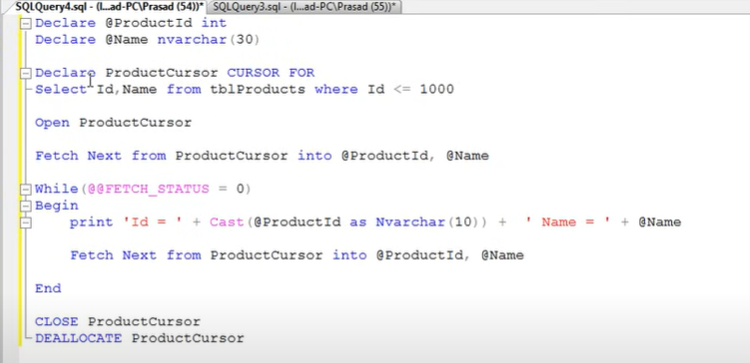 SQLQuery4.sql - (l...ad-PC\Prasad (54))* SQLQuery3.sql - (l...ad-PC\Prasad (55))*
Declare @ProductId int
Declare @Name nvarchar(30)
Declare ProductCursor CURSOR FOR
Select Id,Name from tblProducts where Id <= 1000
Open ProductCursor
Fetch Next from ProductCursor into @ProductId, @Name
While(@@FETCH_STATUS = 0)
Begin
print 'Id = ' + Cast(@ProductId as Nvarchar(10)) + ' Name = ' + @Name
Fetch Next from ProductCursor into @ProductId, @Name
End
CLOSE ProductCursor
DEALLOCATE ProductCursor